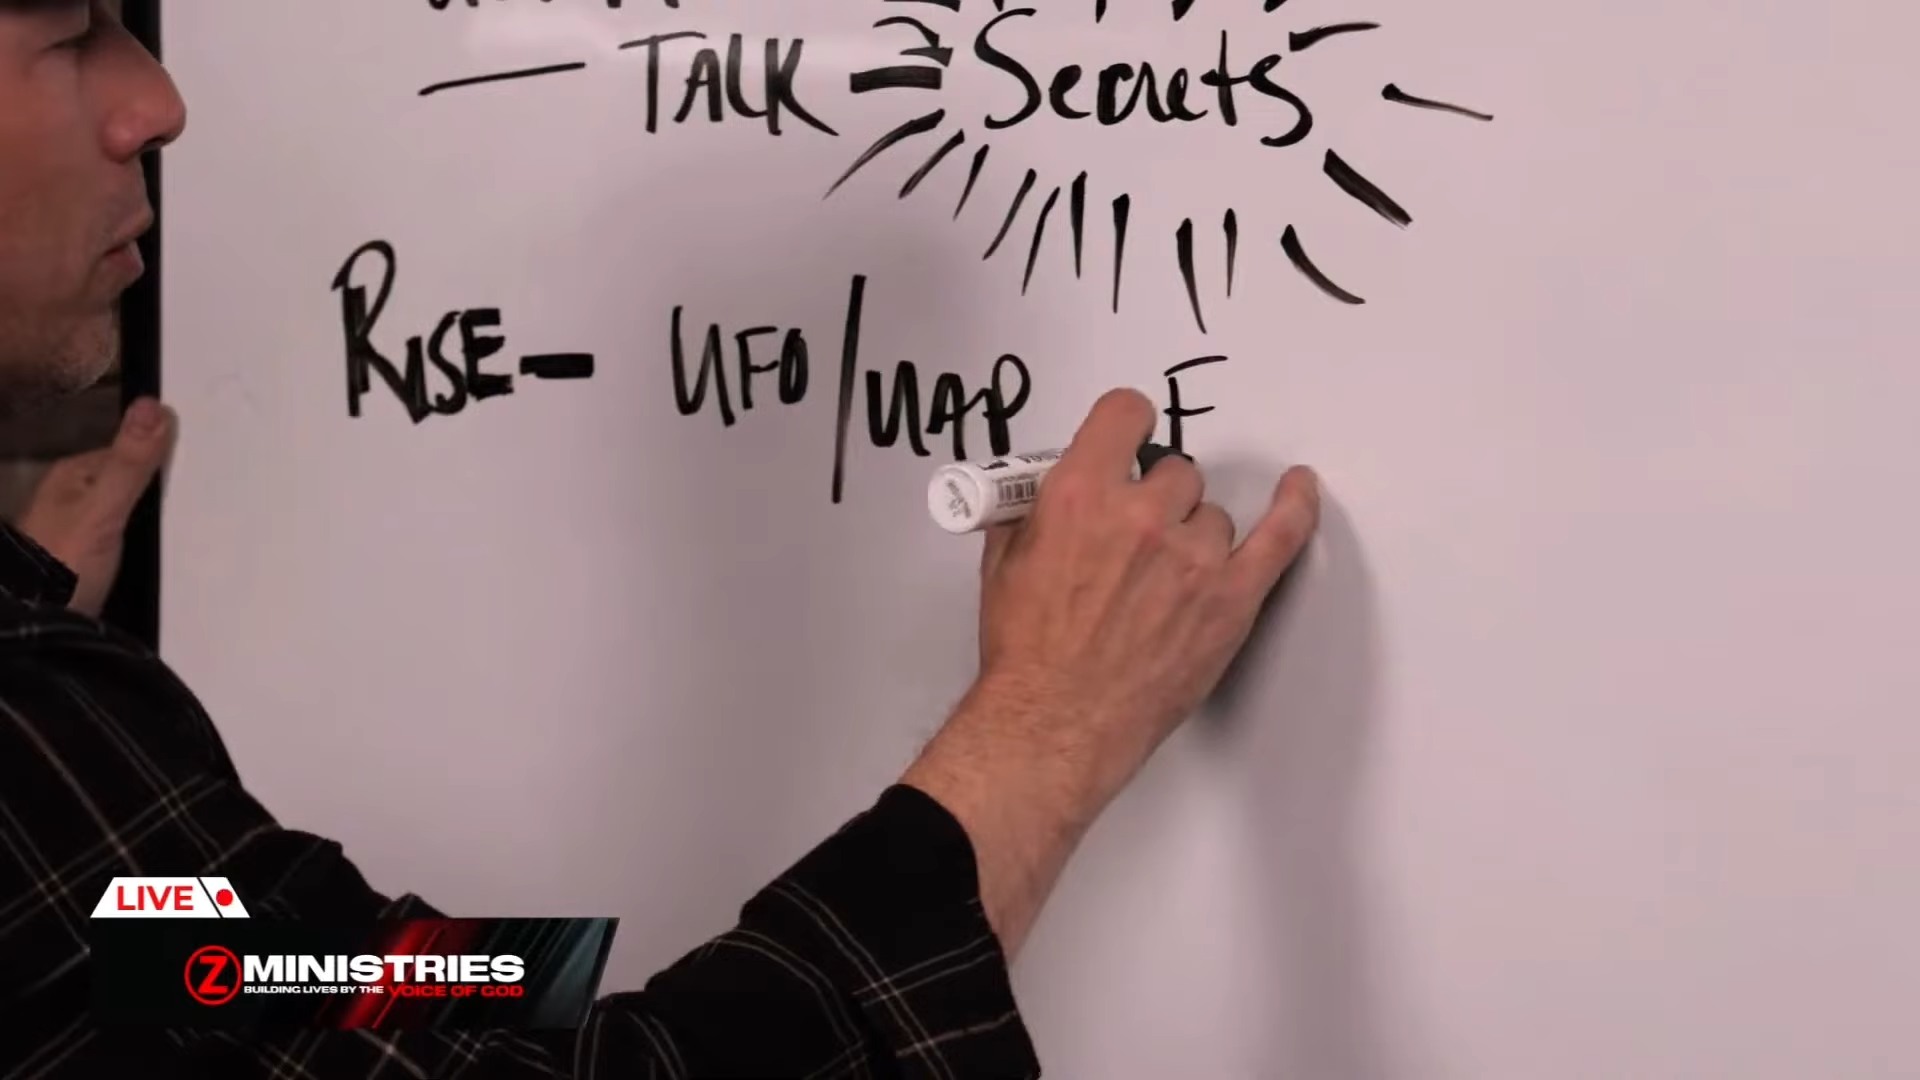 — TALK = Secrets
RISE- UFO/UAP F
LIVE
Z MINISTRIES
BUILDING LIVES BY THE VOICE OF GOD